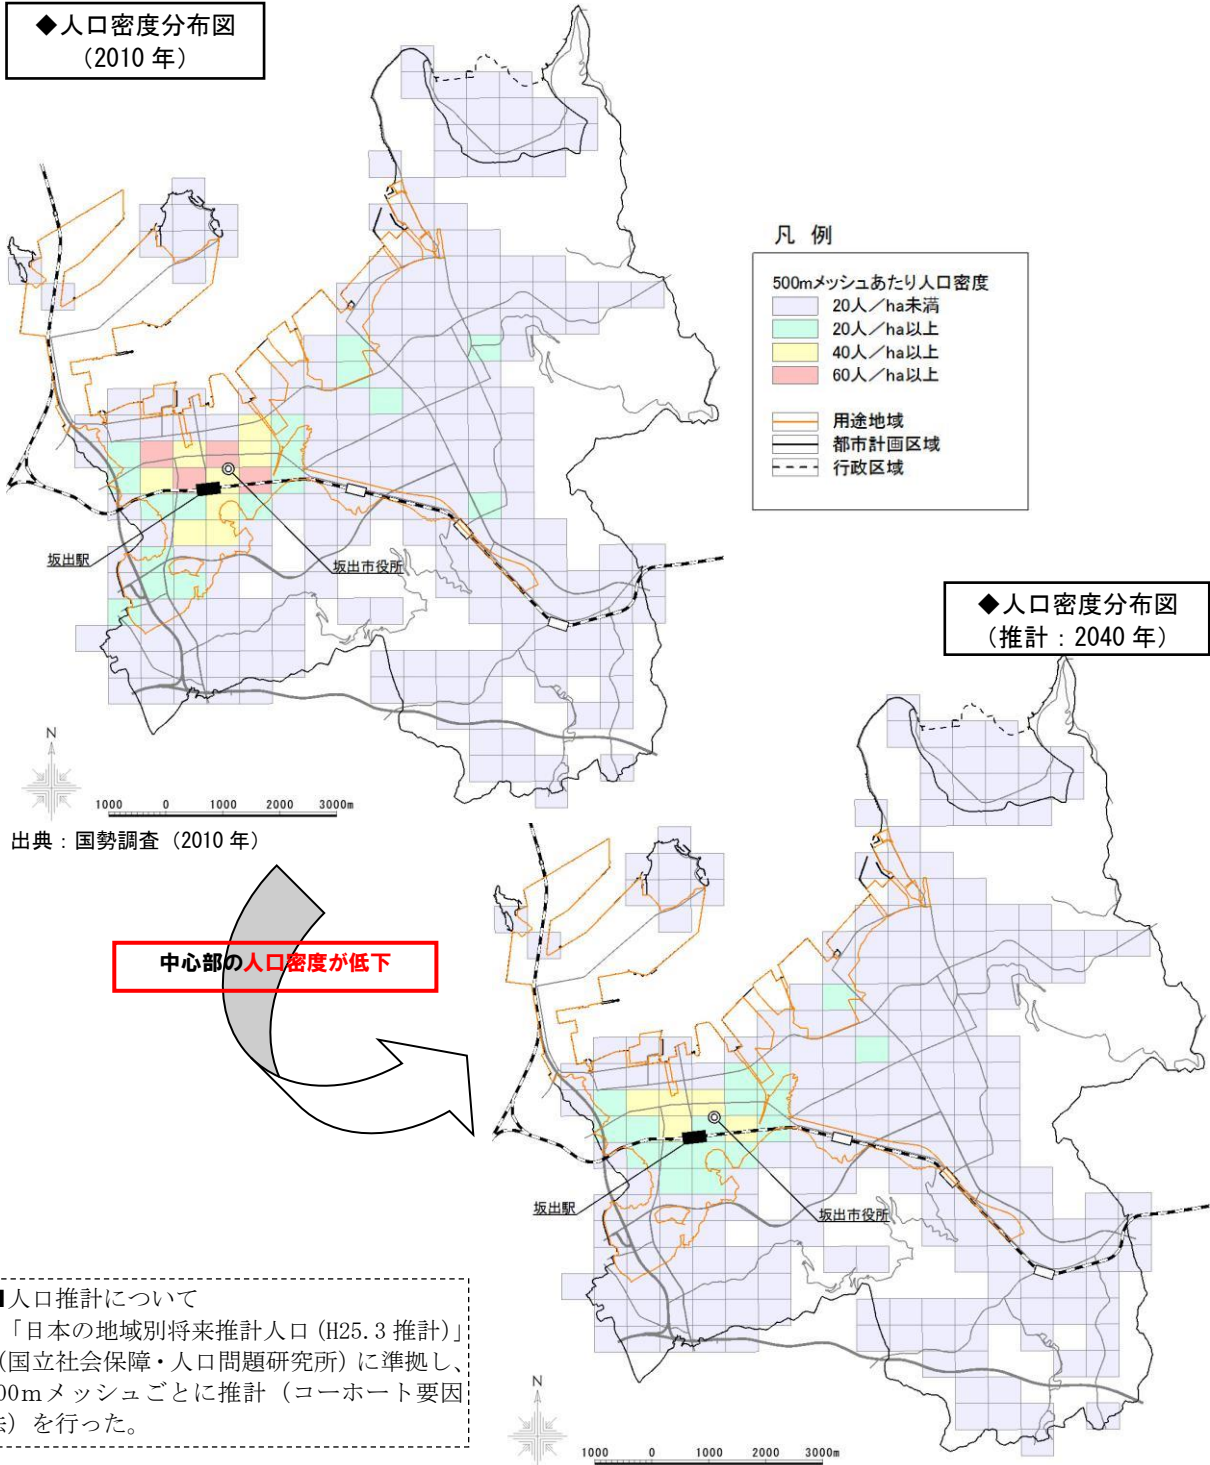 ◆人口密度分布図
（2010 年）
凡 例
500mメッシュあたり人口密度
20人／ha未満
20人／ha以上
40人／ha以上
60人／ha以上
用途地域
都市計画区域
行政区域
坂出駅
坂出市役所
N
1000 0 1000 2000 3000m
出典：国勢調査（2010 年）
◆人口密度分布図
（推計：2040 年）
中心部の人口密度が低下
坂出駅
坂出市役所
人口推計について
「日本の地域別将来推計人口（H25.3 推計）」
（国立社会保障・人口問題研究所）に準拠し、
00mメッシュごとに推計（コーホート要因
法）を行った。
N
1000 0 1000 2000 3000m